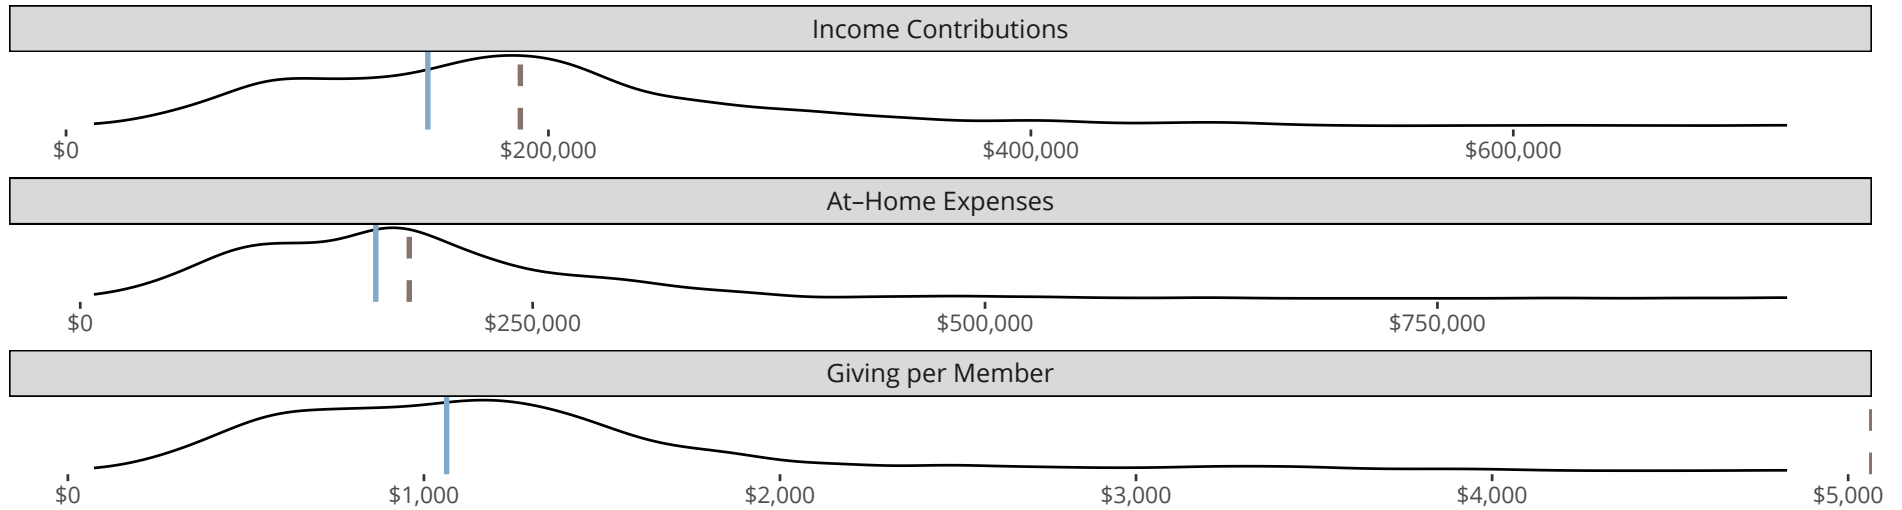 Income Contributions
$0 $200,000 $400,000 $600,000
At–Home Expenses
$0 $250,000 $500,000 $750,000
Giving per Member
$0 $1,000 $2,000 $3,000 $4,000 $5,000